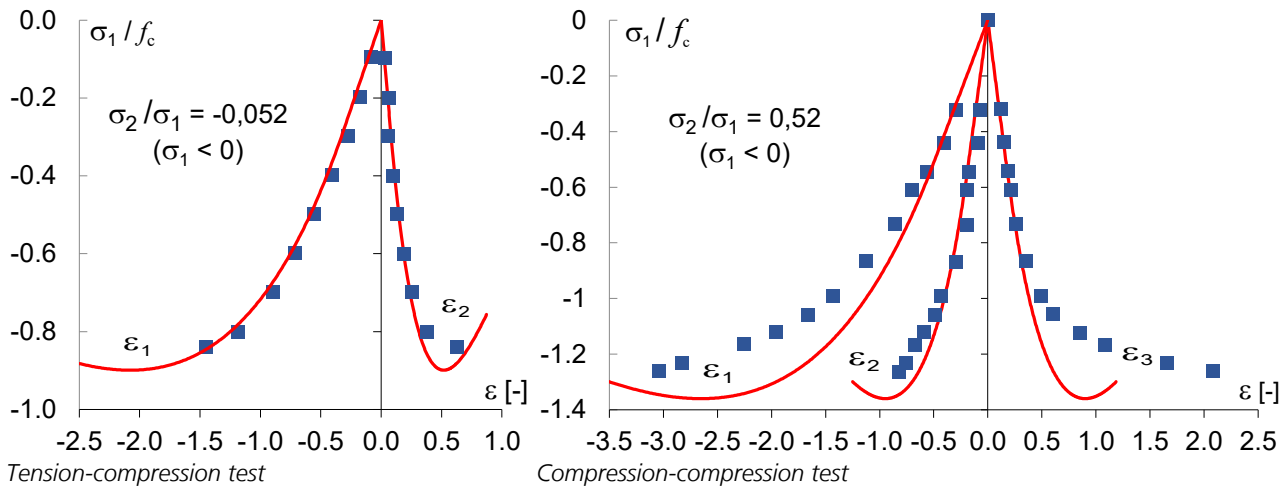 σ1 / fc
σ2 /σ1 = -0,052
(σ1 < 0)
0.0
-0.2
-0.4
-0.6
-0.8
-1.0
ε1
ε2
ε [-]
-2.5 -2.0 -1.5 -1.0 -0.5 0.0 0.5 1.0
Tension-compression test
σ1 / fc
σ2 /σ1 = 0,52
(σ1 < 0)
0
-0.2
-0.4
-0.6
-0.8
-1
-1.2
-1.4
ε1
ε2
ε3
ε [-]
-3.5 -3.0 -2.5 -2.0 -1.5 -1.0 -0.5 0.0 0.5 1.0 1.5 2.0 2.5
Compression-compression test